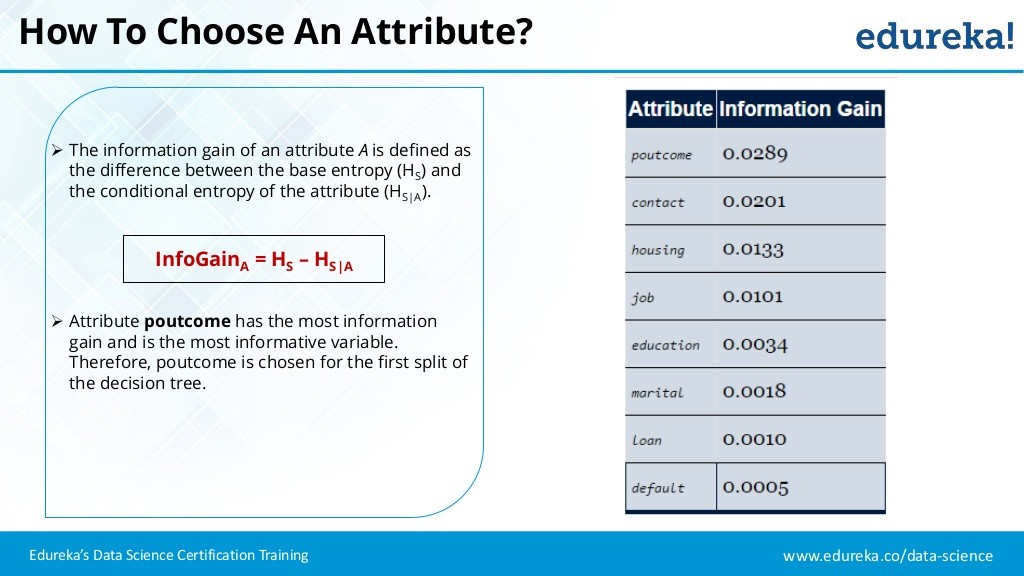 How To Choose An Attribute?
edureka!
➢ The information gain of an attribute A is defined as
the difference between the base entropy (HS) and
the conditional entropy of the attribute (HS|A).
InfoGainA = HS – HS|A
➢ Attribute poutcome has the most information
gain and is the most informative variable.
Therefore, poutcome is chosen for the first split of
the decision tree.
Attribute Information Gain
poutcome 0.0289
contact 0.0201
housing 0.0133
job 0.0101
education 0.0034
marital 0.0018
loan 0.0010
default 0.0005
Edureka’s Data Science Certification Training
www.edureka.co/data-science